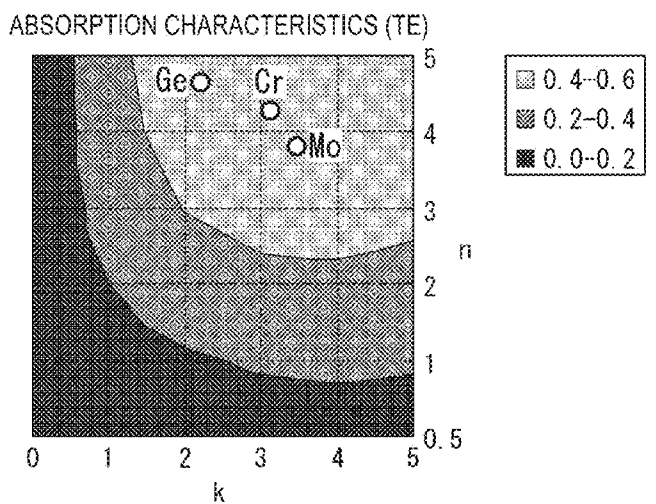 ABSORPTION CHARACTERISTICS (TE)
Ge
Cr
Mo
5
4
3
2
1
0.5
n
0
1
2
3
4
5
k
0.4-0.6
0.2-0.4
0.0-0.2